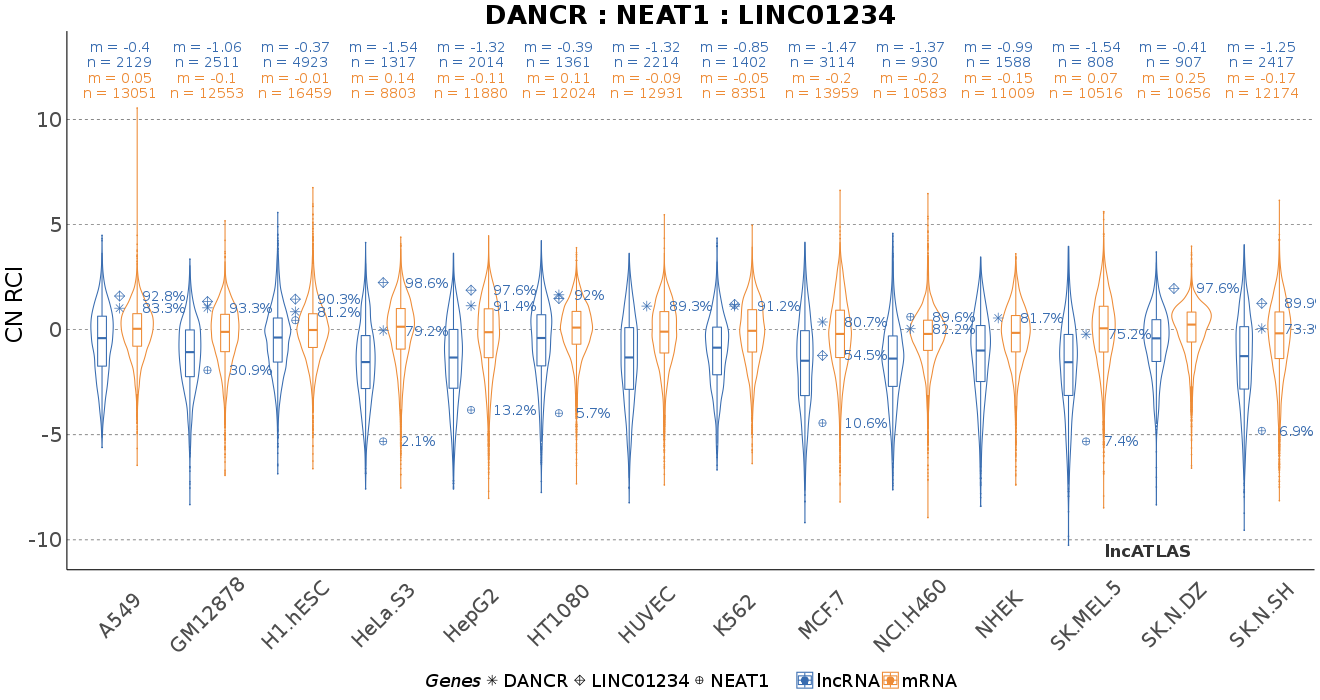 DANCR : NEAT1 : LINC01234
m = -0.4 m = -1.06 m = -0.37 m = -1.54 m = -1.32 m = -0.39 m = -1.32 m = -0.85 m = -1.47 m = -1.37 m = -0.99 m = -1.54 m = -0.41 m = -1.25
n = 2129 n = 2511 n = 4923 n = 1317 n = 2014 n = 1361 n = 2214 n = 1402 n = 3114 n = 930 n = 1588 n = 808 n = 907 n = 2417
m = 0.05 m = -0.1 m = -0.01 m = 0.14 m = -0.11 m = 0.11 m = -0.09 m = -0.05 m = -0.2 m = -0.2 m = -0.15 m = 0.07 m = 0.25 m = -0.17
n = 13051 n = 12553 n = 16459 n = 8803 n = 11880 n = 12024 n = 12931 n = 8351 n = 13959 n = 10583 n = 11009 n = 10516 n = 10656 n = 12174
10
5
98.6%
97.6% 97.6%
92.8% 90.3% 92% 89.9%
83.3% 93.3% 81.2% 91.4% 89.3% 91.2% 89.6% 81.7%
0
79.2% 80.7% 82.2% 75.2% 73.3%
54.5%
30.9%
13.2% 5.7% 10.6%
-5
2.1% 7.4% 6.9%
-10
CN RCI
lncATLAS
A549 GM12878 H1.hESC HeLa.S3 HepG2 HT1080 HUVEC K562 MCF.7 NCI.H460 NHEK SK.MEL.5 SK.N.DZ SK.N.SH
Genes DANCR LINC01234 NEAT1 lncRNA mRNA